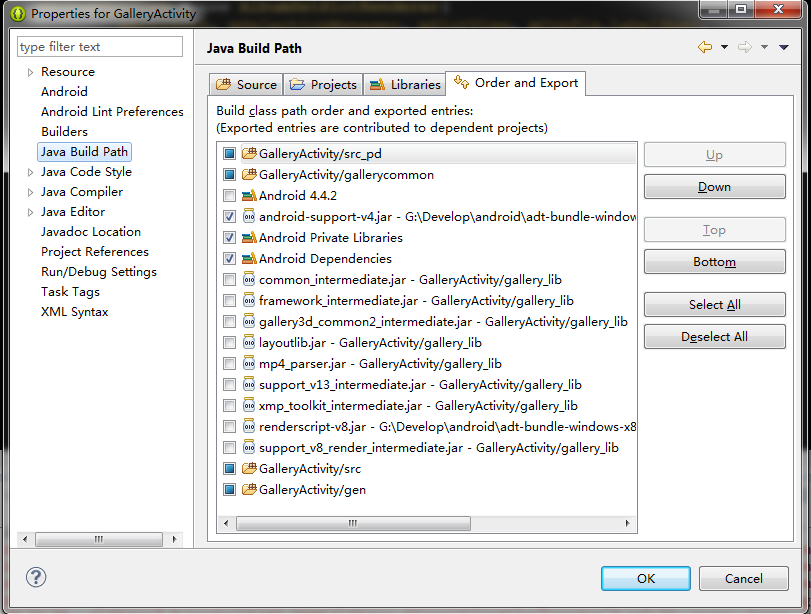 Properties for GalleryActivity
type filter text
Resource
Android
Android Lint Preferences
Builders
Java Build Path
Java Code Style
Java Compiler
Java Editor
Javadoc Location
Project References
Run/Debug Settings
Task Tags
XML Syntax
Java Build Path
Source
Projects
Libraries
Order and Export
Build class path order and exported entries:
(Exported entries are contributed to dependent projects)
GalleryActivity/src_pd
GalleryActivity/gallerycommon
Android 4.4.2
android-support-v4.jar - G:\Develop\android\adt-bundle-window
Android Private Libraries
Android Dependencies
common_intermediate.jar - GalleryActivity/gallery_lib
framework_intermediate.jar - GalleryActivity/gallery_lib
gallery3d_common2_intermediate.jar - GalleryActivity/gallery_lib
layoutlib.jar - GalleryActivity/gallery_lib
mp4_parser.jar - GalleryActivity/gallery_lib
support_v13_intermediate.jar - GalleryActivity/gallery_lib
xmp_toolkit_intermediate.jar - GalleryActivity/gallery_lib
renderscript-v8.jar - G:\Develop\android\adt-bundle-windows-x8
support_v8_render_intermediate.jar - GalleryActivity/gallery_lib
GalleryActivity/src
GalleryActivity/gen
Up
Down
Top
Bottom
Select All
Deselect All
OK
Cancel